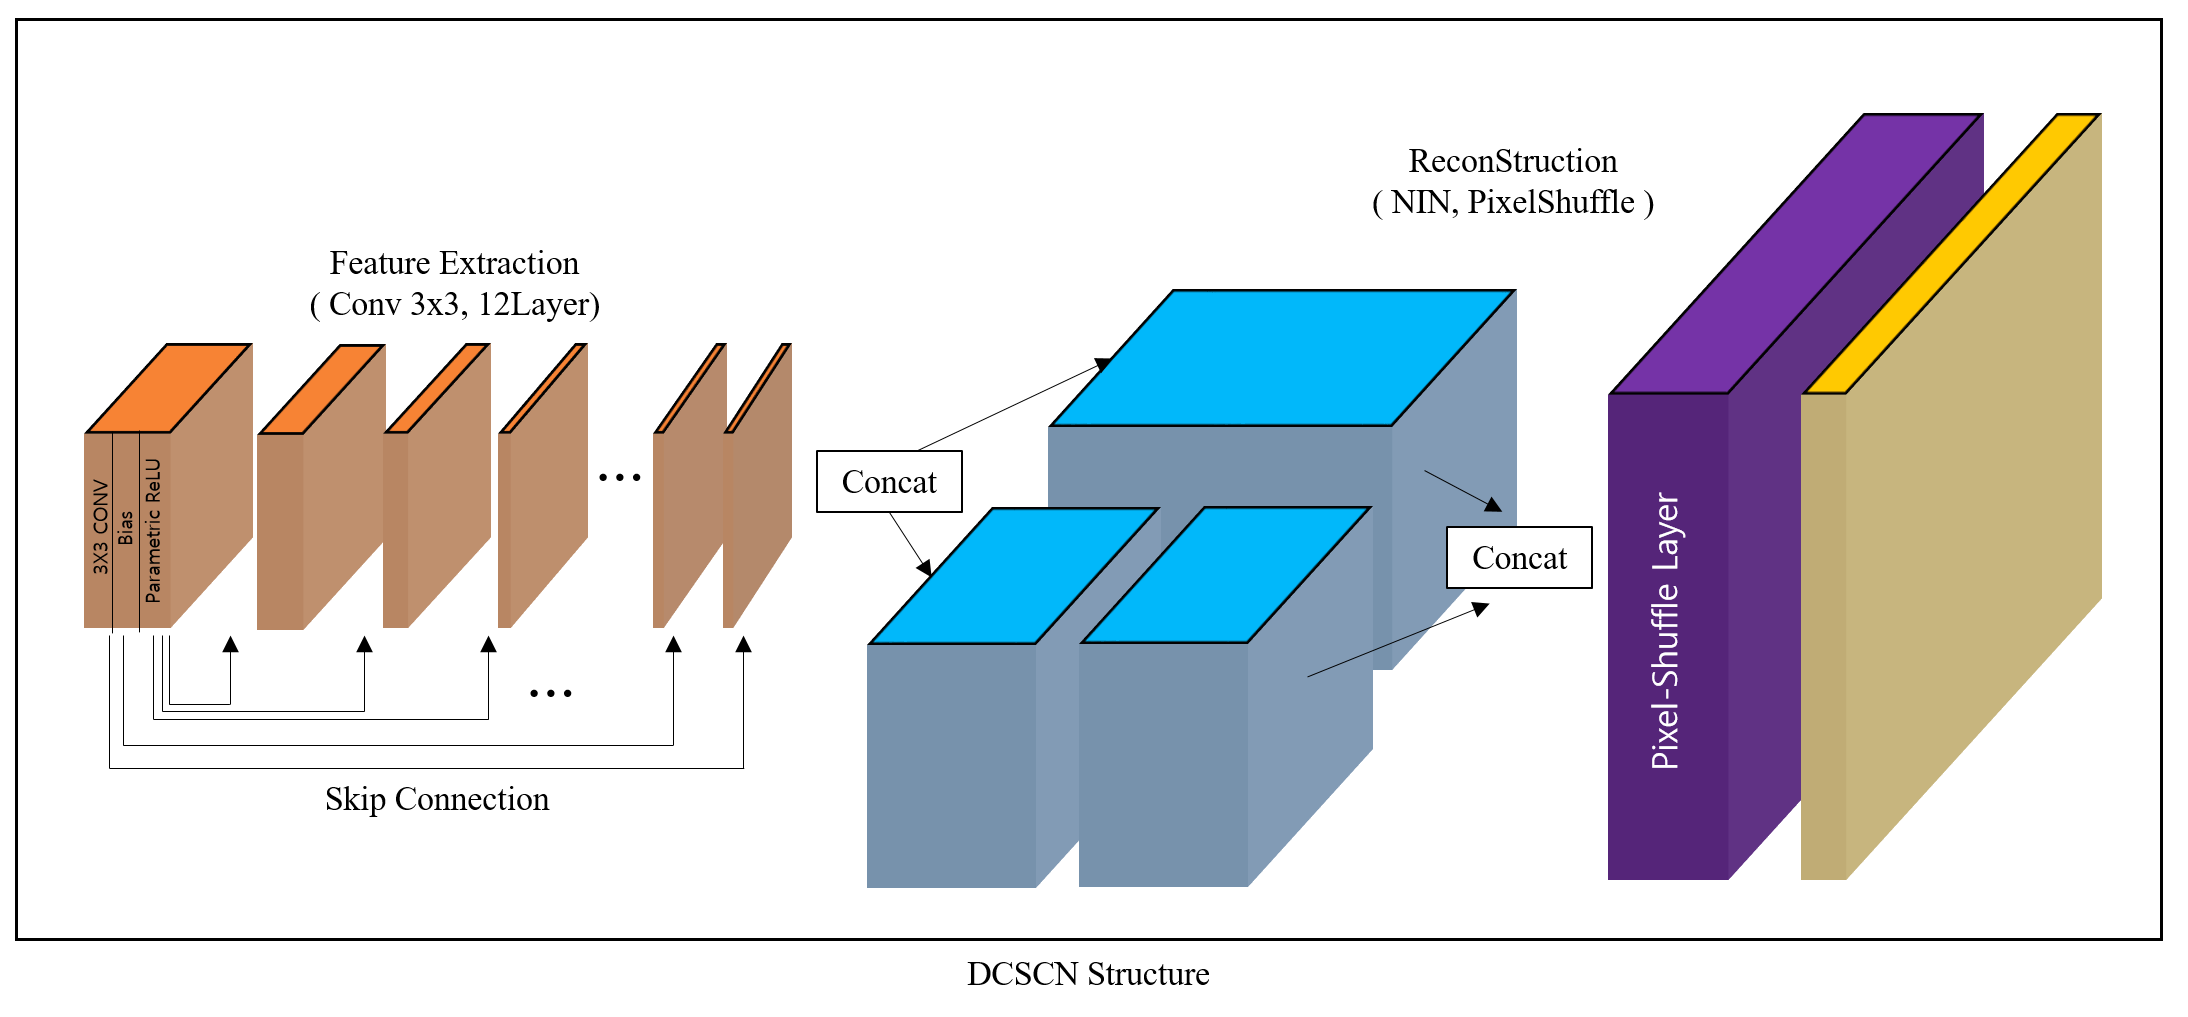 Feature Extraction
( Conv 3x3, 12Layer)
3X3 CONV
Bias
Parametric ReLU
...
...
Skip Connection
Concat
ReconStruction
( NIN, PixelShuffle )
Concat
Pixel-Shuffle Layer
DCSCN Structure